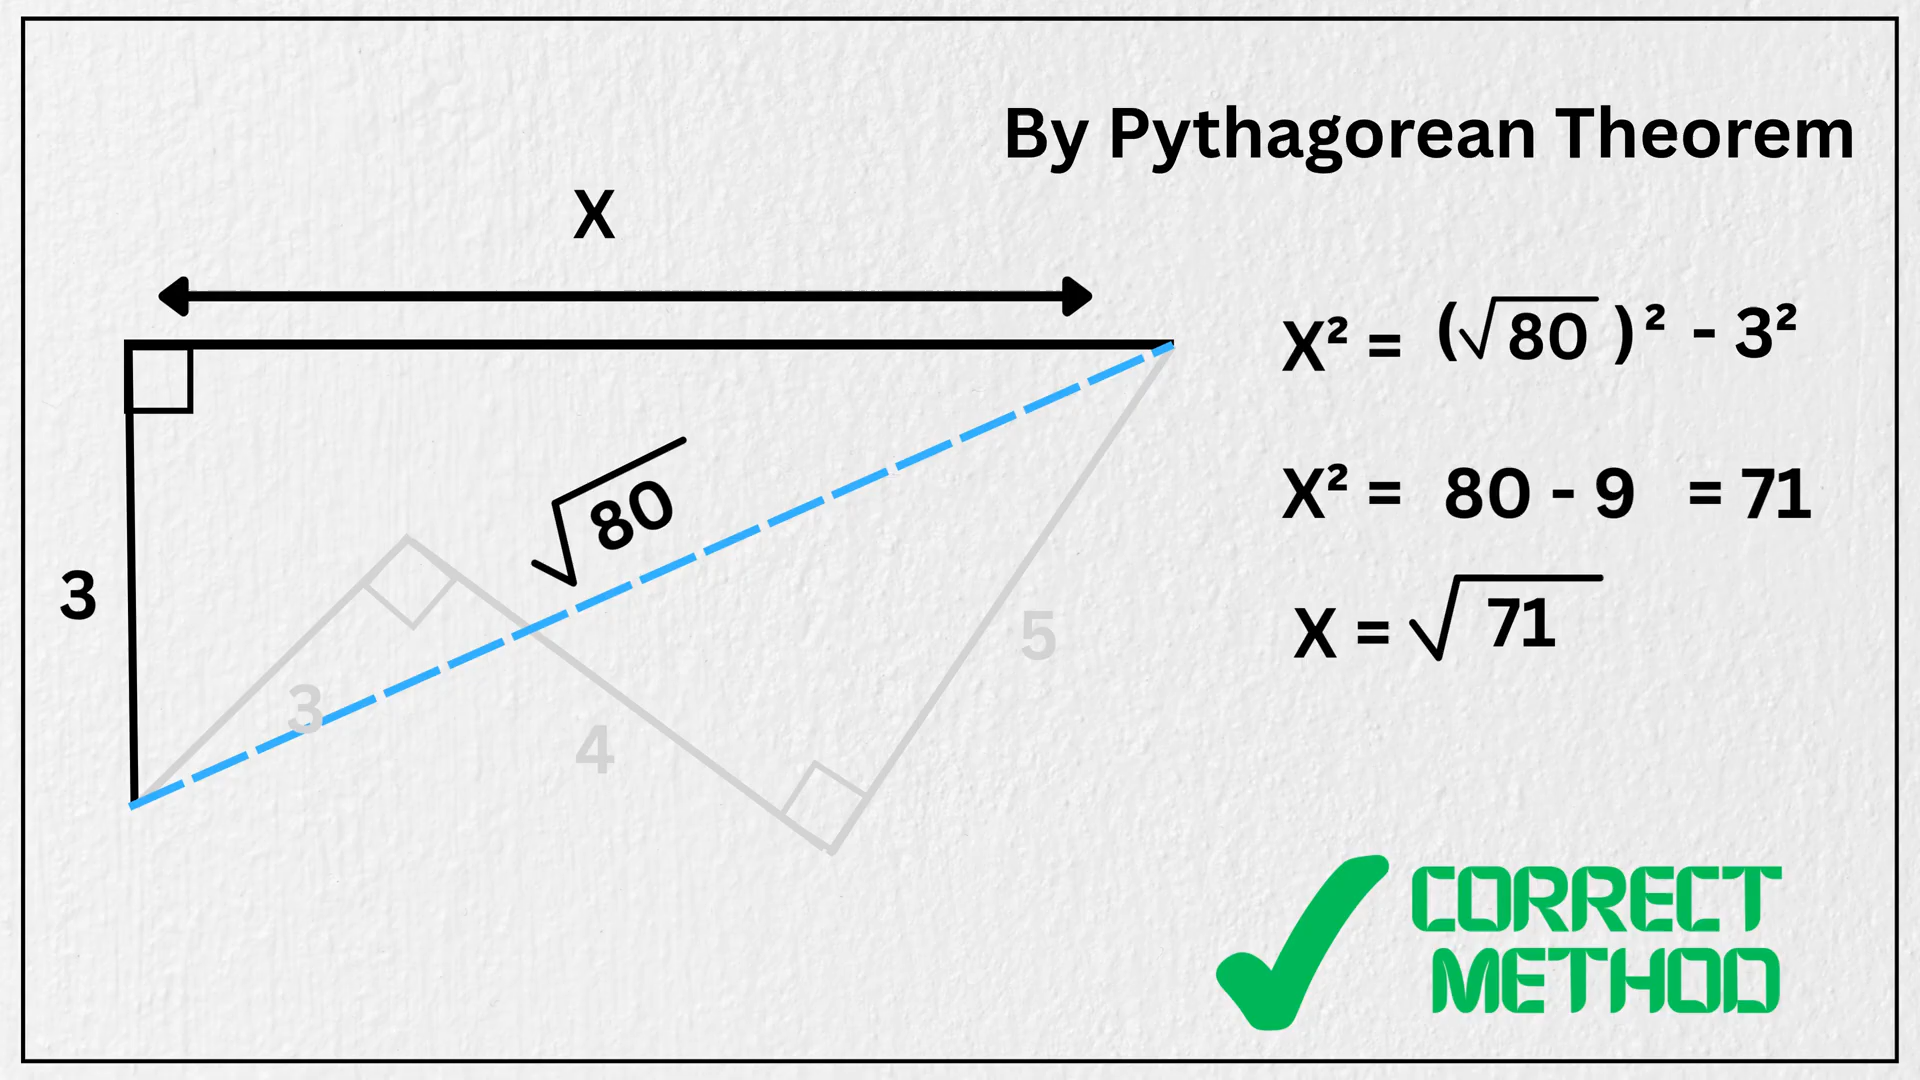 By Pythagorean Theorem
X
X² = (√80)² - 3²
X² = 80 - 9 = 71
√80
3
X = √71
5
3
4
CORRECT
METHOD